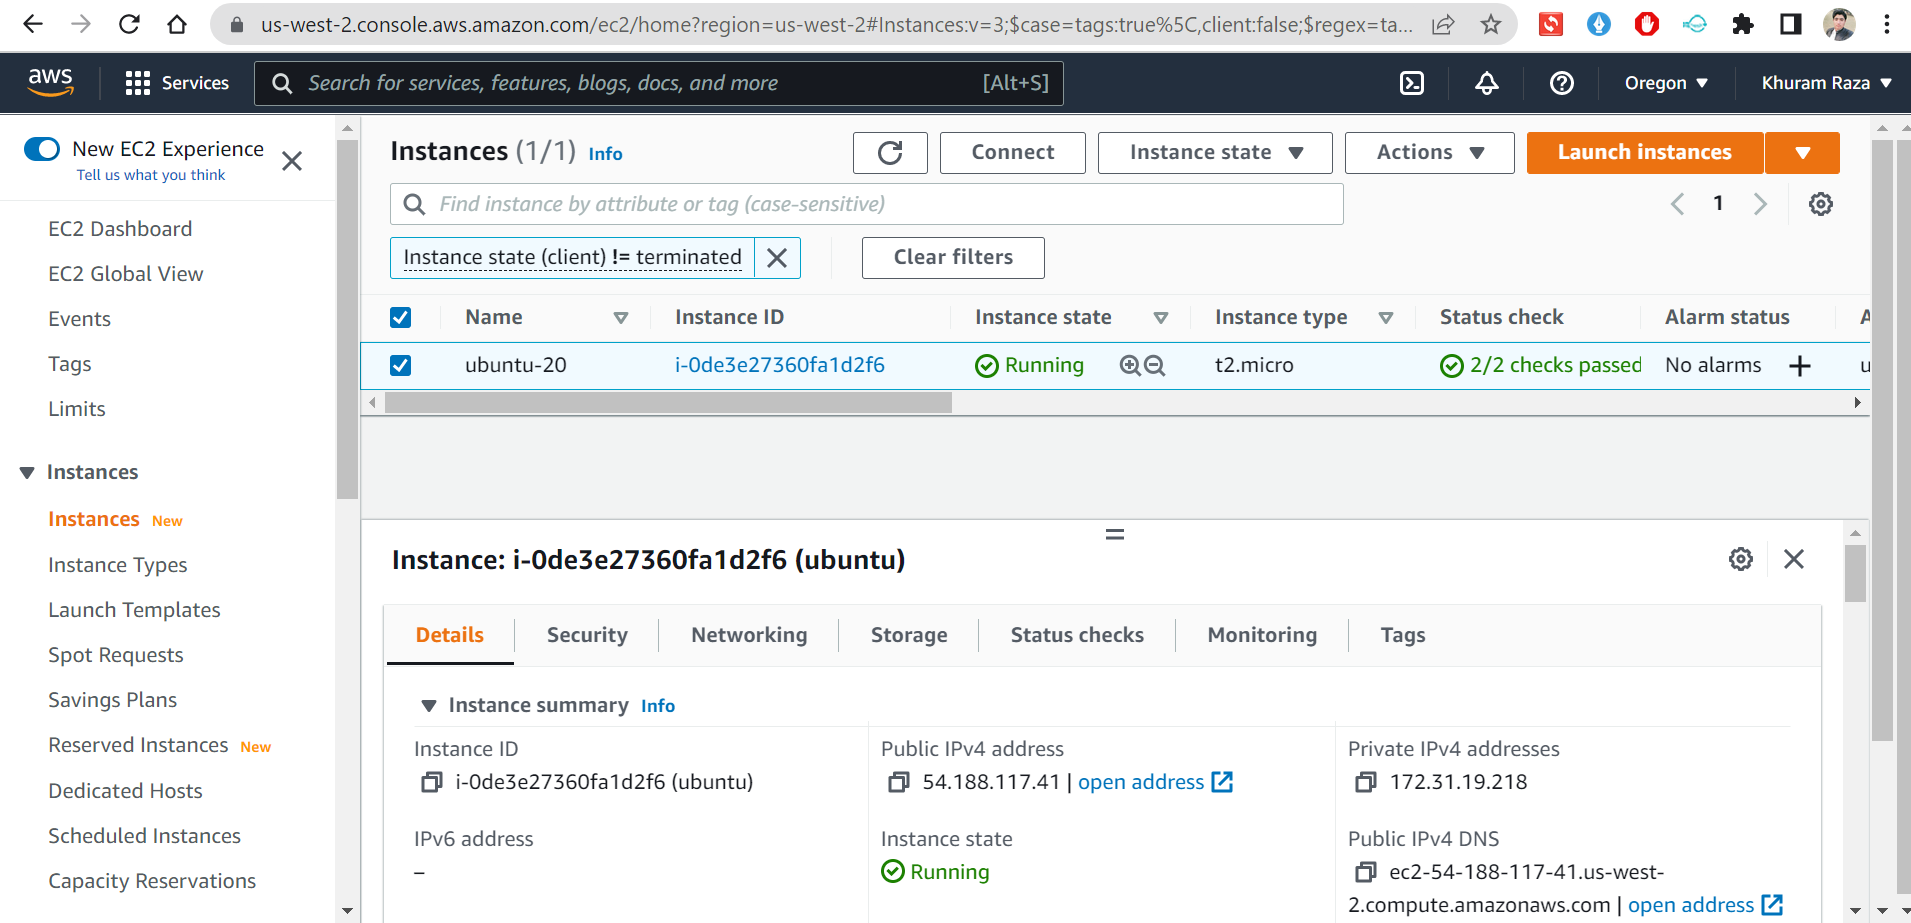 us-west-2.console.aws.amazon.com/ec2/home?region=us-west-2#Instances:v=3;$case=tags:true%5C,client:false;$regex=ta...
aws
Services
Search for services, features, blogs, docs, and more [Alt+S]
Oregon
Khuram Raza
New EC2 Experience
Tell us what you think
EC2 Dashboard
EC2 Global View
Events
Tags
Limits
Instances
Instances New
Instance Types
Launch Templates
Spot Requests
Savings Plans
Reserved Instances New
Dedicated Hosts
Scheduled Instances
Capacity Reservations
Instances (1/1) Info
Connect
Instance state
Actions
Launch instances
Find instance by attribute or tag (case-sensitive)
1
Instance state (client) != terminated
Clear filters
Name Instance ID Instance state Instance type Status check Alarm status A
ubuntu-20 i-0de3e27360fa1d2f6 Running t2.micro 2/2 checks passed No alarms + u
Instance: i-0de3e27360fa1d2f6 (ubuntu)
Details Security Networking Storage Status checks Monitoring Tags
Instance summary Info
Instance ID
i-0de3e27360fa1d2f6 (ubuntu)
Public IPv4 address
54.188.117.41 | open address
Private IPv4 addresses
172.31.19.218
IPv6 address
–
Instance state
Running
Public IPv4 DNS
ec2-54-188-117-41.us-west-
2.compute.amazonaws.com | open address